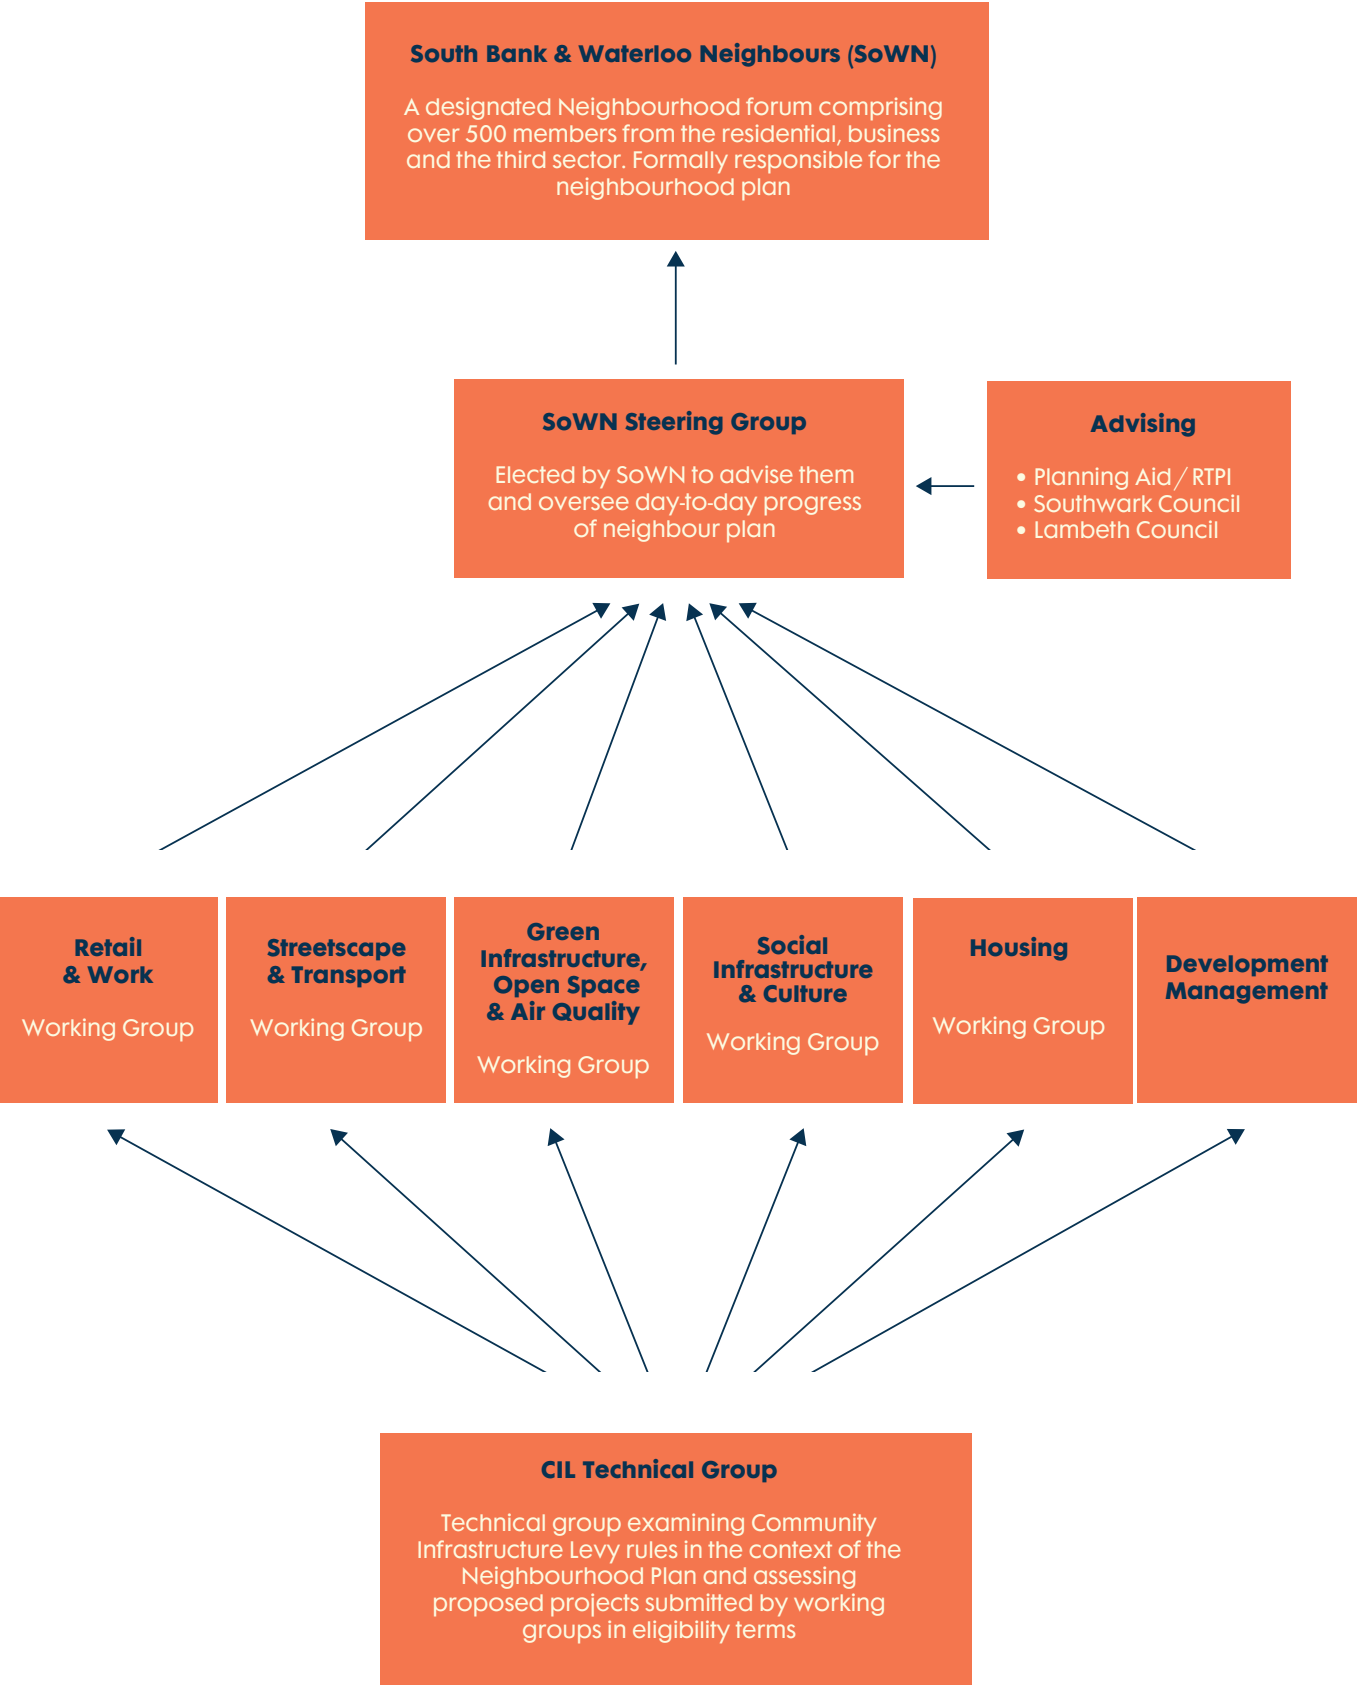 South Bank & Waterloo Neighbours (SoWN)
A designated Neighbourhood forum comprising
over 500 members from the residential, business
and the third sector. Formally responsible for the
neighbourhood plan
SoWN Steering Group
Elected by SoWN to advise them
and oversee day-to-day progress
of neighbour plan
Advising
• Planning Aid / RTPI
• Southwark Council
• Lambeth Council
Retail
& Work
Working Group
Streetscape
& Transport
Working Group
Green
Infrastructure,
Open Space
& Air Quality
Working Group
Social
Infrastructure
& Culture
Working Group
Housing
Working Group
Development
Management
CIL Technical Group
Technical group examining Community
Infrastructure Levy rules in the context of the
Neighbourhood Plan and assessing
proposed projects submitted by working
groups in eligibility terms